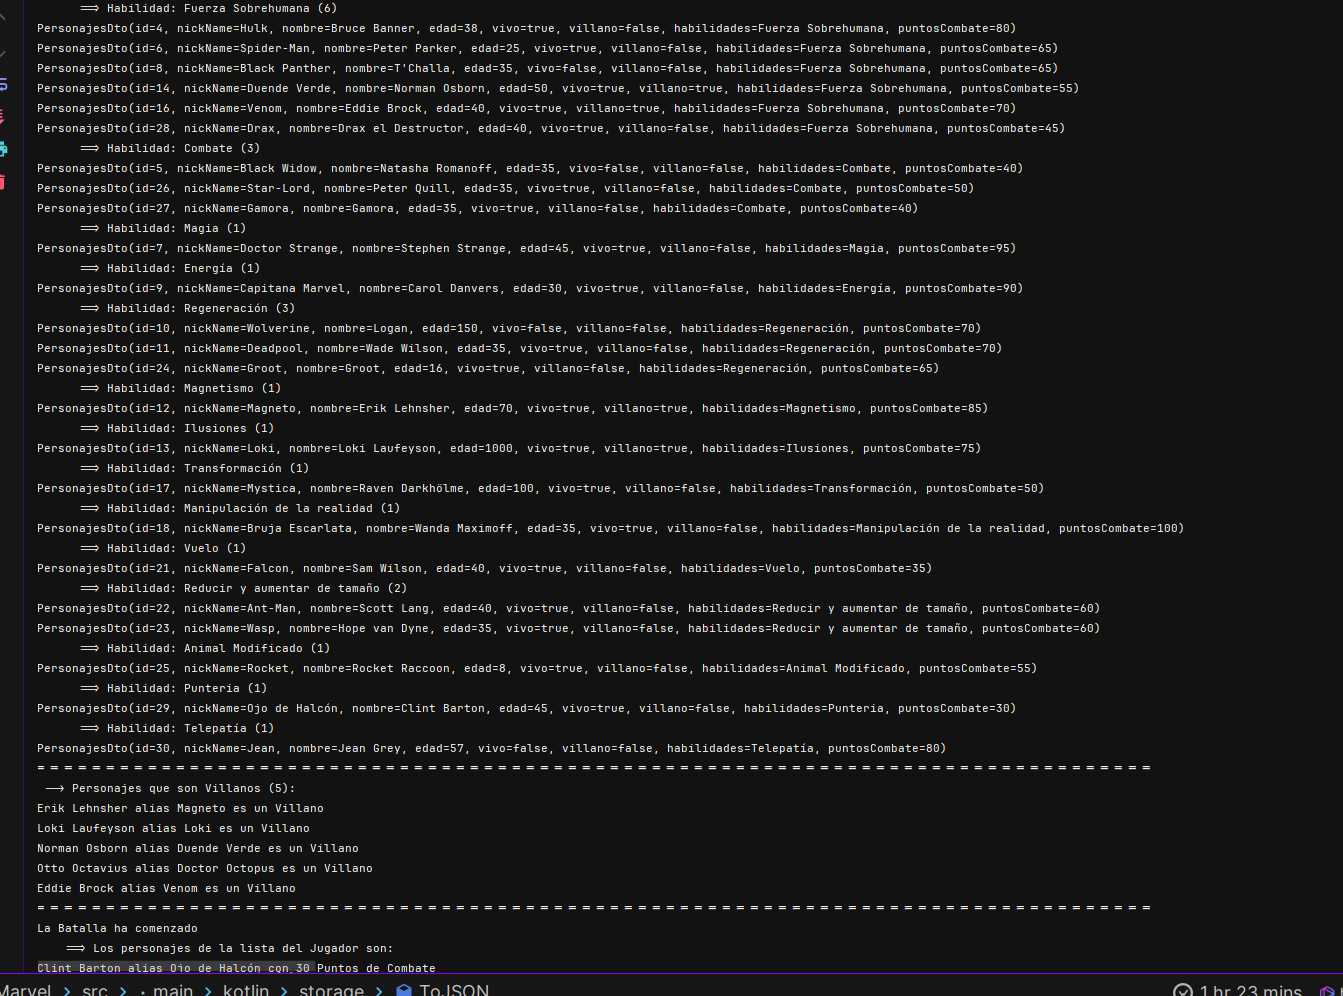 ⟹ Habilidad: Fuerza Sobrehumana (6)
PersonajesDto(id=4, nickName=Hulk, nombre=Bruce Banner, edad=38, vivo=true, villano=false, habilidades=Fuerza Sobrehumana, puntosCombate=80)
PersonajesDto(id=6, nickName=Spider-Man, nombre=Peter Parker, edad=25, vivo=true, villano=false, habilidades=Fuerza Sobrehumana, puntosCombate=65)
PersonajesDto(id=8, nickName=Black Panther, nombre=T'Challa, edad=35, vivo=false, villano=false, habilidades=Fuerza Sobrehumana, puntosCombate=65)
PersonajesDto(id=14, nickName=Duende Verde, nombre=Norman Osborn, edad=50, vivo=true, villano=true, habilidades=Fuerza Sobrehumana, puntosCombate=55)
PersonajesDto(id=16, nickName=Venom, nombre=Eddie Brock, edad=40, vivo=true, villano=true, habilidades=Fuerza Sobrehumana, puntosCombate=70)
PersonajesDto(id=28, nickName=Drax, nombre=Drax el Destructor, edad=40, vivo=true, villano=false, habilidades=Fuerza Sobrehumana, puntosCombate=45)
⟹ Habilidad: Combate (3)
PersonajesDto(id=5, nickName=Black Widow, nombre=Natasha Romanoff, edad=35, vivo=false, villano=false, habilidades=Combate, puntosCombate=40)
PersonajesDto(id=26, nickName=Star-Lord, nombre=Peter Quill, edad=35, vivo=true, villano=false, habilidades=Combate, puntosCombate=50)
PersonajesDto(id=27, nickName=Gamora, nombre=Gamora, edad=35, vivo=true, villano=false, habilidades=Combate, puntosCombate=40)
⟹ Habilidad: Magia (1)
PersonajesDto(id=7, nickName=Doctor Strange, nombre=Stephen Strange, edad=45, vivo=true, villano=false, habilidades=Magia, puntosCombate=95)
⟹ Habilidad: Energía (1)
PersonajesDto(id=9, nickName=Capitana Marvel, nombre=Carol Danvers, edad=30, vivo=true, villano=false, habilidades=Energía, puntosCombate=90)
⟹ Habilidad: Regeneración (3)
PersonajesDto(id=10, nickName=Wolverine, nombre=Logan, edad=150, vivo=false, villano=false, habilidades=Regeneración, puntosCombate=70)
PersonajesDto(id=11, nickName=Deadpool, nombre=Wade Wilson, edad=35, vivo=true, villano=false, habilidades=Regeneración, puntosCombate=70)
PersonajesDto(id=24, nickName=Groot, nombre=Groot, edad=16, vivo=true, villano=false, habilidades=Regeneración, puntosCombate=65)
⟹ Habilidad: Magnetismo (1)
PersonajesDto(id=12, nickName=Magneto, nombre=Erik Lehnsher, edad=70, vivo=true, villano=true, habilidades=Magnetismo, puntosCombate=85)
⟹ Habilidad: Ilusiones (1)
PersonajesDto(id=13, nickName=Loki, nombre=Loki Laufeyson, edad=1000, vivo=true, villano=true, habilidades=Ilusiones, puntosCombate=75)
⟹ Habilidad: Transformación (1)
PersonajesDto(id=17, nickName=Mystica, nombre=Raven Darkhölme, edad=100, vivo=true, villano=false, habilidades=Transformación, puntosCombate=50)
⟹ Habilidad: Manipulación de la realidad (1)
PersonajesDto(id=18, nickName=Bruja Escarlata, nombre=Wanda Maximoff, edad=35, vivo=true, villano=false, habilidades=Manipulación de la realidad, puntosCombate=100)
⟹ Habilidad: Vuelo (1)
PersonajesDto(id=21, nickName=Falcon, nombre=Sam Wilson, edad=40, vivo=true, villano=false, habilidades=Vuelo, puntosCombate=35)
⟹ Habilidad: Reducir y aumentar de tamaño (2)
PersonajesDto(id=22, nickName=Ant-Man, nombre=Scott Lang, edad=40, vivo=true, villano=false, habilidades=Reducir y aumentar de tamaño, puntosCombate=60)
PersonajesDto(id=23, nickName=Wasp, nombre=Hope van Dyne, edad=35, vivo=true, villano=false, habilidades=Reducir y aumentar de tamaño, puntosCombate=60)
⟹ Habilidad: Animal Modificado (1)
PersonajesDto(id=25, nickName=Rocket, nombre=Rocket Raccoon, edad=8, vivo=true, villano=false, habilidades=Animal Modificado, puntosCombate=55)
⟹ Habilidad: Punteria (1)
PersonajesDto(id=29, nickName=Ojo de Halcón, nombre=Clint Barton, edad=45, vivo=true, villano=false, habilidades=Punteria, puntosCombate=30)
⟹ Habilidad: Telepatía (1)
PersonajesDto(id=30, nickName=Jean, nombre=Jean Grey, edad=57, vivo=false, villano=false, habilidades=Telepatía, puntosCombate=80)
= = = = = = = = = = = = = = = = = = = = = = = = = = = = = = = = = = = = = = = = = = = = = = = = = = = = = = = = = = = = = = = = = = = = = = = = = = = = = = = =
⟶ Personajes que son Villanos (5):
Erik Lehnsher alias Magneto es un Villano
Loki Laufeyson alias Loki es un Villano
Norman Osborn alias Duende Verde es un Villano
Otto Octavius alias Doctor Octopus es un Villano
Eddie Brock alias Venom es un Villano
= = = = = = = = = = = = = = = = = = = = = = = = = = = = = = = = = = = = = = = = = = = = = = = = = = = = = = = = = = = = = = = = = = = = = = = = = = = = = = = =
La Batalla ha comenzado
⟹ Los personajes de la lista del Jugador son:
Clint Barton alias Ojo de Halcón con 30 Puntos de Combate
Marvel > src > main > kotlin > storage > ToJSON 1 hr 23 mins